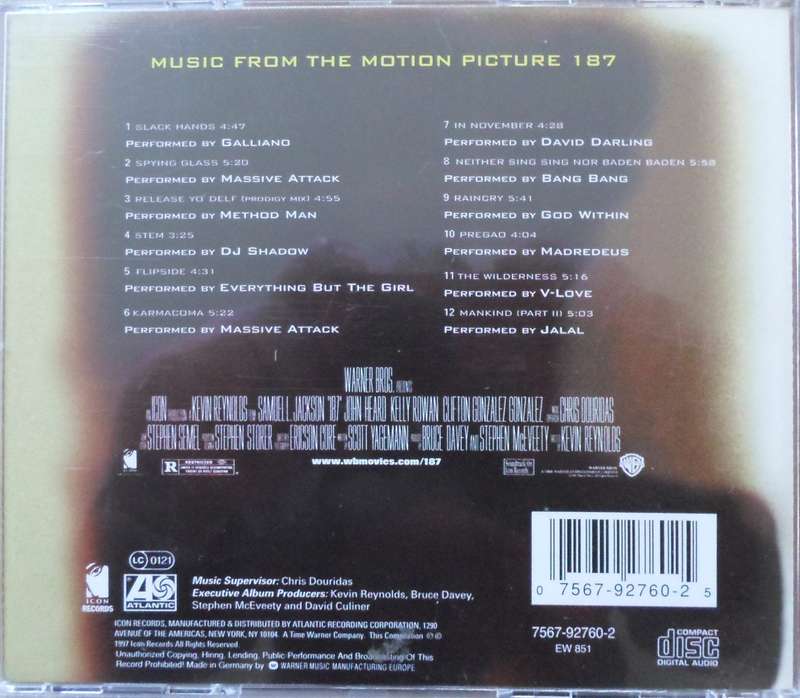 MUSIC FROM THE MOTION PICTURE 187
1 SLACK HANDS 4:47
PERFORMED BY GALLIANO
2 SPYING GLASS 5:20
PERFORMED BY MASSIVE ATTACK
3 RELEASE YO' DELF (PRODIGY MIX) 4:55
PERFORMED BY METHOD MAN
4 STEM 3:25
PERFORMED BY DJ SHADOW
5 FLIPSIDE 4:31
PERFORMED BY EVERYTHING BUT THE GIRL
6 KARMACOMA 5:22
PERFORMED BY MASSIVE ATTACK
7 IN NOVEMBER 4:28
PERFORMED BY DAVID DARLING
8 NEITHER SING SING NOR BADEN BADEN 5:58
PERFORMED BY BANG BANG
9 RAINCRY 5:41
PERFORMED BY GOD WITHIN
10 PREGAO 4:04
PERFORMED BY MADREDEUS
11 THE WILDERNESS 5:16
PERFORMED BY V-LOVE
12 MANKIND (PART II) 5:03
PERFORMED BY JALAL
WARNER BROS. PRESENTS
ICON KEVIN REYNOLDS SAMUEL L. JACKSON "187" JOHN HEARD KELLY ROWAN CLIFTON GONZALEZ GONZALEZ CHRIS DOURIDAS
STEPHEN SEMEL STEPHEN STORER ERICSON CORE SCOTT YAGEMANN BRUCE DAVEY AND STEPHEN McEVEETY KEVIN REYNOLDS
R RESTRICTED
www.wbmovies.com/187
Soundtrack on Icon Records
WB
LC 0121
ICON RECORDS
ATLANTIC
Music Supervisor: Chris Douridas
Executive Album Producers: Kevin Reynolds, Bruce Davey,
Stephen McEveety and David Culiner
ICON RECORDS, MANUFACTURED & DISTRIBUTED BY ATLANTIC RECORDING CORPORATION, 1290
AVENUE OF THE AMERICAS, NEW YORK, NY 10104. A Time Warner Company. This Compilation ℗ ©
1997 Icon Records All Rights Reserved.
Unauthorized Copying, Hiring, Lending, Public Performance And Broadcasting Of This
Record Prohibited! Made in Germany by WARNER MUSIC MANUFACTURING EUROPE.
0 7567-92760-2 5
7567-92760-2
EW 851
COMPACT
disc
DIGITAL AUDIO